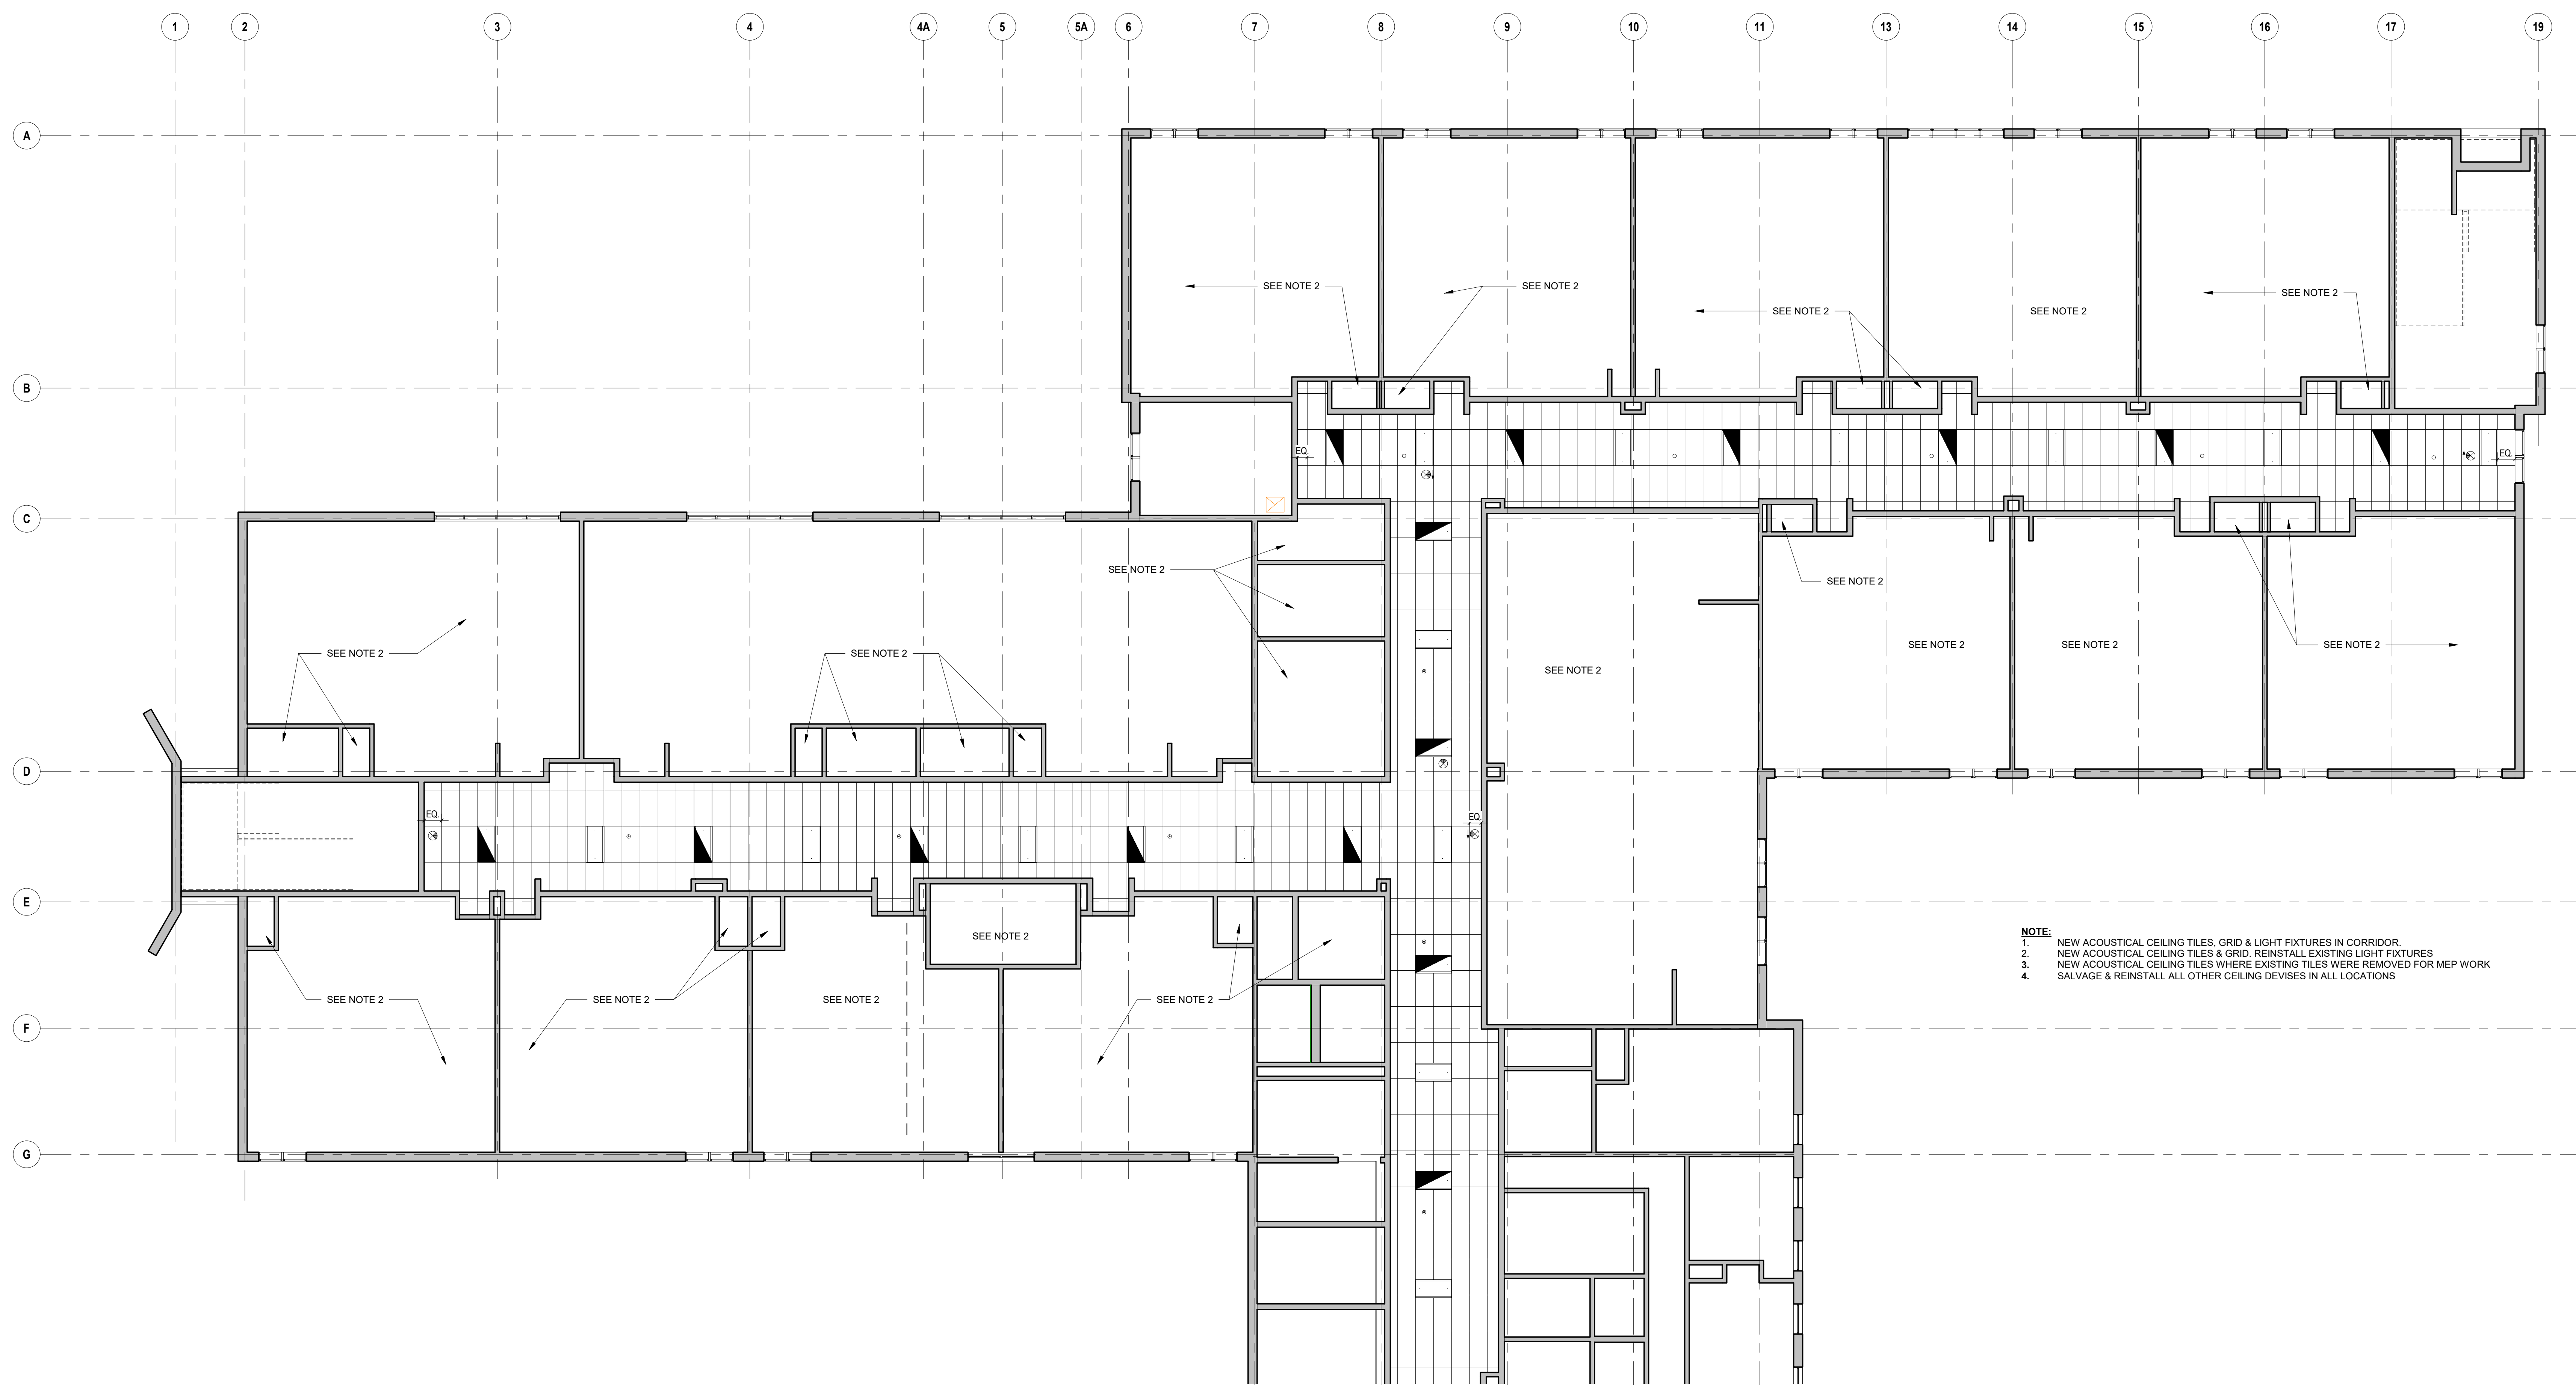 1 2 3 4 4A 5 5A 6 7 8 9 10 11 13 14 15 16 17 19
A
SEE NOTE 2 SEE NOTE 2 SEE NOTE 2
SEE NOTE 2 SEE NOTE 2
B
EQ. EQ.
C
SEE NOTE 2
SEE NOTE 2
SEE NOTE 2 SEE NOTE 2 SEE NOTE 2
SEE NOTE 2 SEE NOTE 2
SEE NOTE 2
D
EQ. EQ.
E
SEE NOTE 2
NOTE:
1. NEW ACOUSTICAL CEILING TILES, GRID & LIGHT FIXTURES IN CORRIDOR.
2. NEW ACOUSTICAL CEILING TILES & GRID. REINSTALL EXISTING LIGHT FIXTURES
3. NEW ACOUSTICAL CEILING TILES WHERE EXISTING TILES WERE REMOVED FOR MEP WORK
4. SALVAGE & REINSTALL ALL OTHER CEILING DEVISES IN ALL LOCATIONS
SEE NOTE 2 SEE NOTE 2 SEE NOTE 2 SEE NOTE 2
F
G